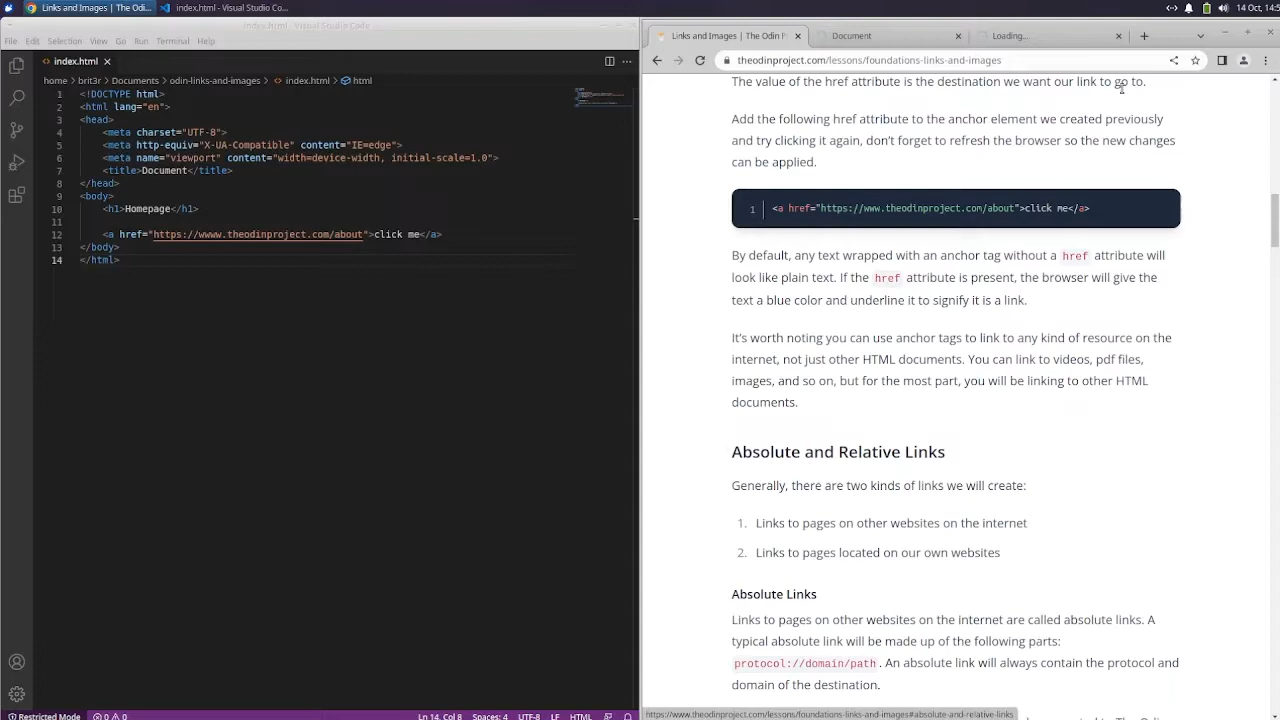 Links and Images | The Odi...
index.html - Visual Studio Co...
14 Oct, 14:5
index.html - Visual Studio Code
File Edit Selection View Go Run Terminal Help
index.html
home > brit3r > Documents > foundation-links-and-images > index.html > html
1 <!DOCTYPE html>
2 <html lang="en">
3 <head>
4 <meta charset="UTF-8">
5 <meta http-equiv="X-UA-Compatible" content="IE=edge">
6 <meta name="viewport" content="width=device-width, initial-scale=1.0">
7 <title>Document</title>
8 </head>
9 <body>
10 <h1>Homepage</h1>
11
12 <a href="https://wwww.theodinproject.com/about">click me</a>
13 </body>
14 </html>
Restricted Mode
0 0
Ln 14, Col 8 Spaces: 4 UTF-8 LF HTML
Links and Images | The Odin P
Document
Loading...
theodinproject.com/lessons/foundations-links-and-images
The value of the href attribute is the destination we want our link to go to.
Add the following href attribute to the anchor element we created previously
and try clicking it again, don’t forget to refresh the browser so the new changes
can be applied.
1 <a href="https://www.theodinproject.com/about">click me</a>
By default, any text wrapped with an anchor tag without a href attribute will
look like plain text. If the href attribute is present, the browser will give the
text a blue color and underline it to signify it is a link.
It’s worth noting you can use anchor tags to link to any kind of resource on the
internet, not just other HTML documents. You can link to videos, pdf files,
images, and so on, but for the most part, you will be linking to other HTML
documents.
Absolute and Relative Links
Generally, there are two kinds of links we will create:
1. Links to pages on other websites on the internet
2. Links to pages located on our own websites
Absolute Links
Links to pages on other websites on the internet are called absolute links. A
typical absolute link will be made up of the following parts:
protocol://domain/path. An absolute link will always contain the protocol and
domain of the destination.
https://www.theodinproject.com/lessons/foundations-links-and-images#absolute-and-relative-links